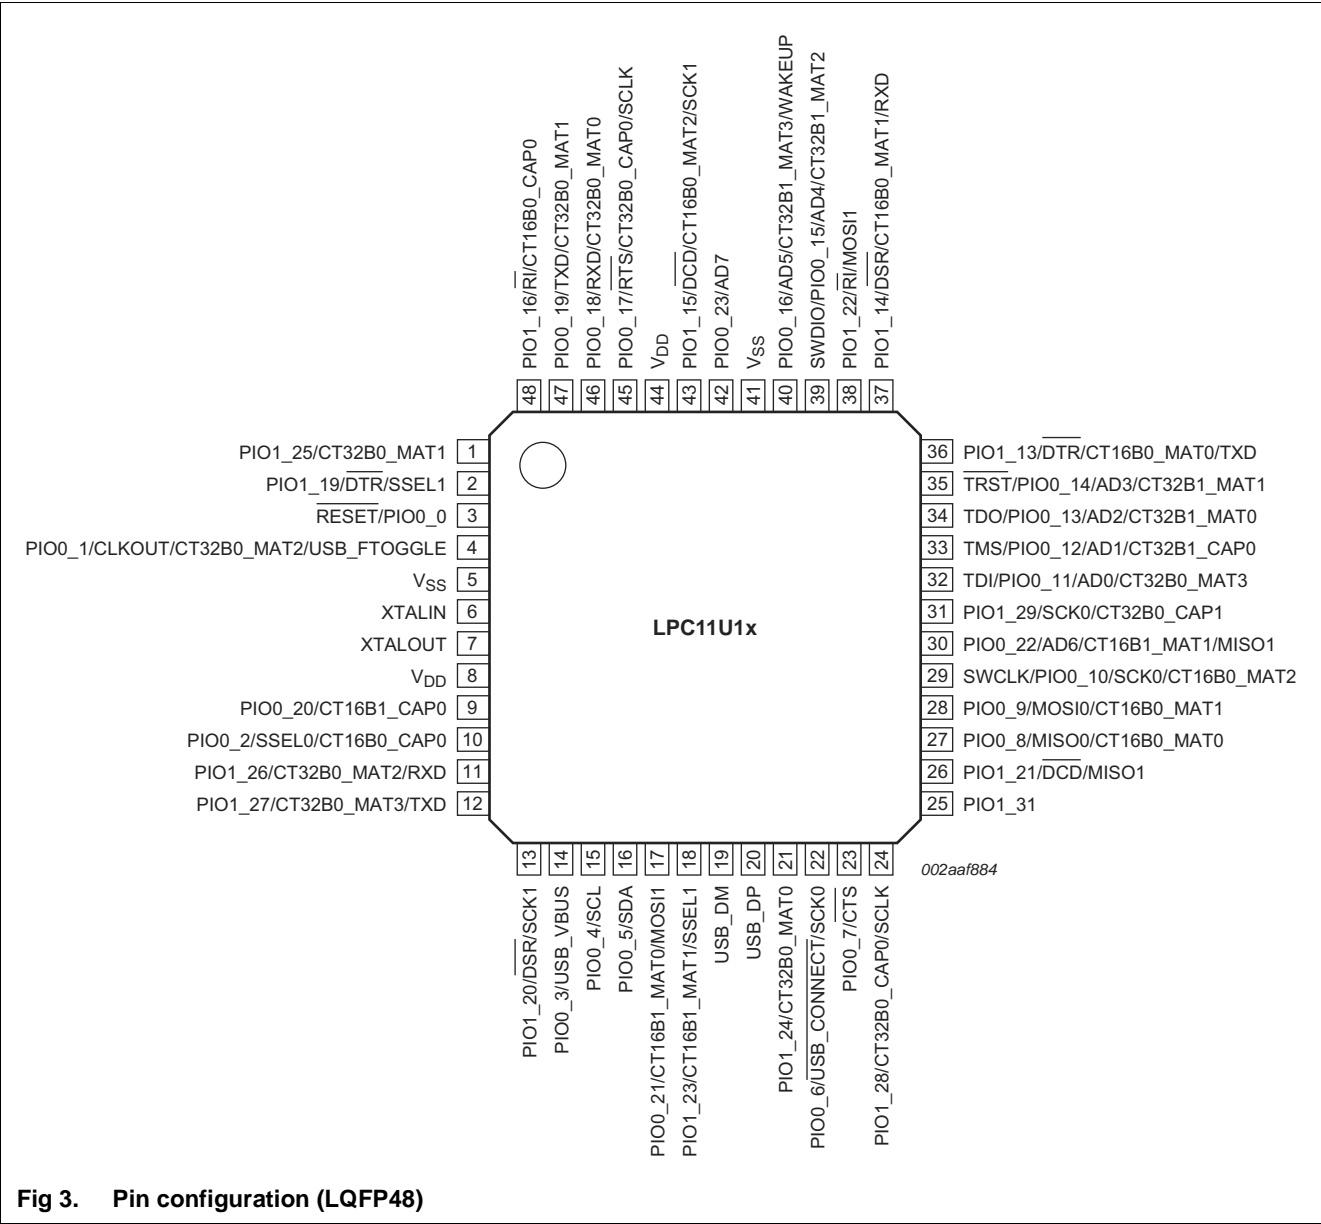 PIO1_16/RI/CT16B0_CAP0
PIO0_19/TXD/CT32B0_MAT1
PIO0_18/RXD/CT32B0_MAT0
PIO0_17/RTS/CT32B0_CAP0/SCLK
VDD
PIO1_15/DCD/CT16B0_MAT2/SCK1
PIO0_23/AD7
VSS
PIO0_16/AD5/CT32B1_MAT3/WAKEUP
SWDIO/PIO0_15/AD4/CT32B1_MAT2
PIO1_22/RI/MOSI1
PIO1_14/DSR/CT16B0_MAT1/RXD
48 47 46 45 44 43 42 41 40 39 38 37
PIO1_25/CT32B0_MAT1 1
PIO1_19/DTR/SSEL1 2
RESET/PIO0_0 3
PIO0_1/CLKOUT/CT32B0_MAT2/USB_FTOGGLE 4
VSS 5
XTALIN 6
XTALOUT 7
VDD 8
PIO0_20/CT16B1_CAP0 9
PIO0_2/SSEL0/CT16B0_CAP0 10
PIO1_26/CT32B0_MAT2/RXD 11
PIO1_27/CT32B0_MAT3/TXD 12
LPC11U1x
36 PIO1_13/DTR/CT16B0_MAT0/TXD
35 TRST/PIO0_14/AD3/CT32B1_MAT1
34 TDO/PIO0_13/AD2/CT32B1_MAT0
33 TMS/PIO0_12/AD1/CT32B1_CAP0
32 TDI/PIO0_11/AD0/CT32B0_MAT3
31 PIO1_29/SCK0/CT32B0_CAP1
30 PIO0_22/AD6/CT16B1_MAT1/MISO1
29 SWCLK/PIO0_10/SCK0/CT16B0_MAT2
28 PIO0_9/MOSI0/CT16B0_MAT1
27 PIO0_8/MISO0/CT16B0_MAT0
26 PIO1_21/DCD/MISO1
25 PIO1_31
13 14 15 16 17 18 19 20 21 22 23 24
PIO1_20/DSR/SCK1
PIO0_3/USB_VBUS
PIO0_4/SCL
PIO0_5/SDA
PIO0_21/CT16B1_MAT0/MOSI1
PIO1_23/CT16B1_MAT1/SSEL1
USB_DM
USB_DP
PIO1_24/CT32B0_MAT0
PIO0_6/USB_CONNECT/SCK0
PIO0_7/CTS
PIO1_28/CT32B0_CAP0/SCLK
002aaf884
Fig 3. Pin configuration (LQFP48)